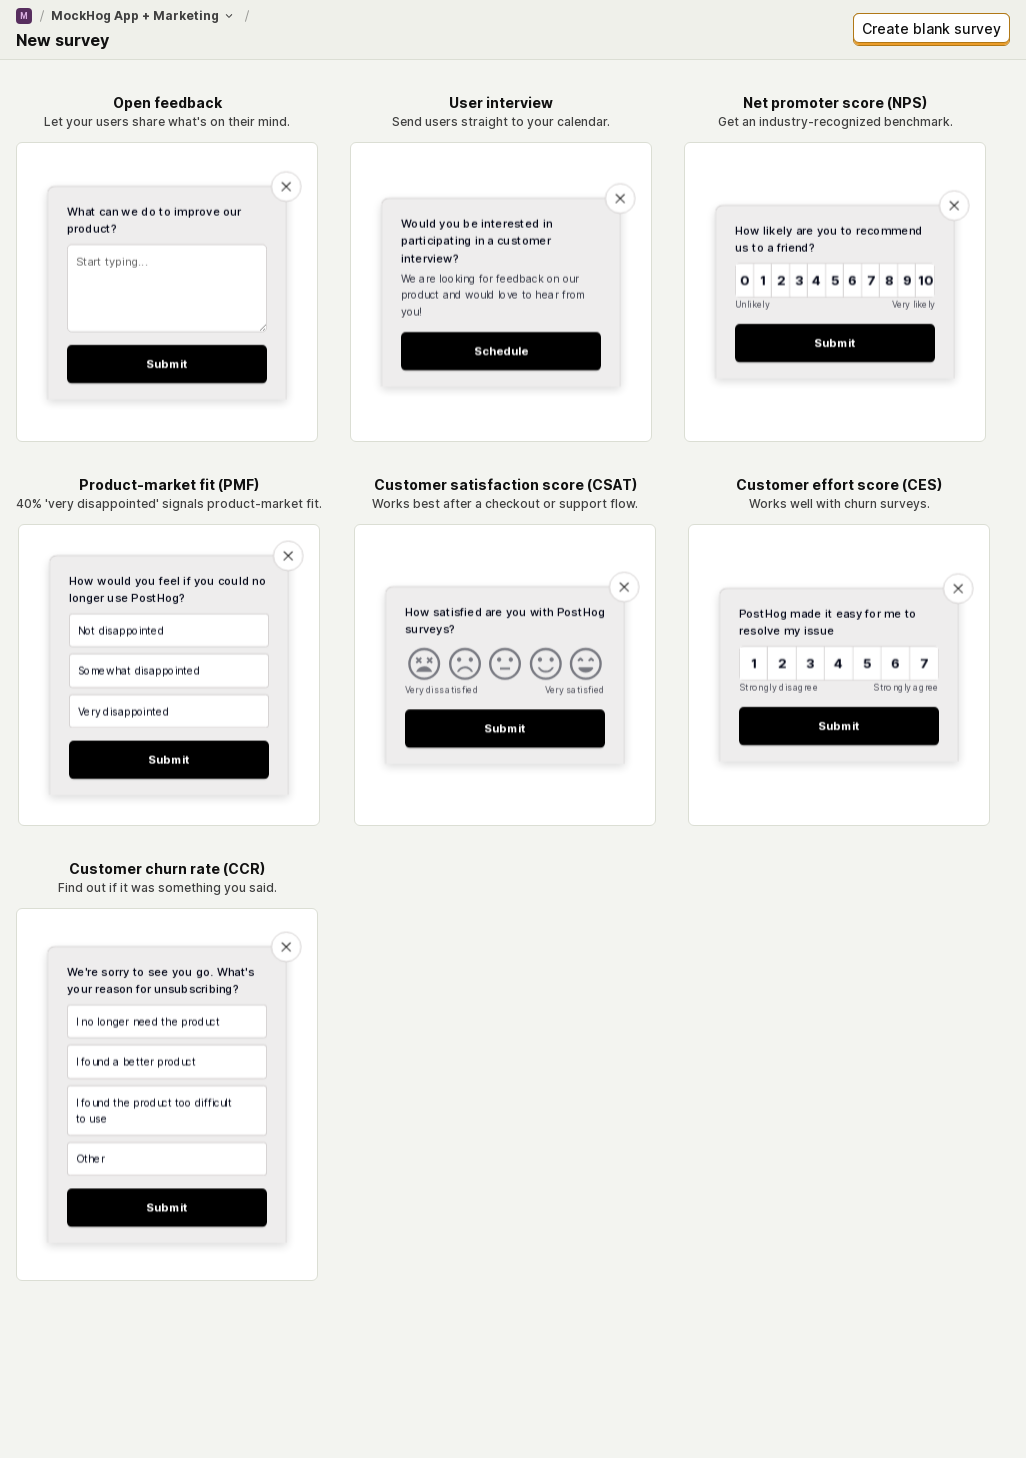 M / MockHog App + Marketing /
New survey
Create blank survey
Open feedback
Let your users share what's on their mind.
What can we do to improve our
product?
Start typing...
Submit
User interview
Send users straight to your calendar.
Would you be interested in
participating in a customer
interview?
We are looking for feedback on our
product and would love to hear from
you!
Schedule
Net promoter score (NPS)
Get an industry-recognized benchmark.
How likely are you to recommend
us to a friend?
0 1 2 3 4 5 6 7 8 9 10
Unlikely Very likely
Submit
Product-market fit (PMF)
40% 'very disappointed' signals product-market fit.
How would you feel if you could no
longer use PostHog?
Not disappointed
Somewhat disappointed
Very disappointed
Submit
Customer satisfaction score (CSAT)
Works best after a checkout or support flow.
How satisfied are you with PostHog
surveys?
Very dissatisfied Very satisfied
Submit
Customer effort score (CES)
Works well with churn surveys.
PostHog made it easy for me to
resolve my issue
1 2 3 4 5 6 7
Strongly disagree Strongly agree
Submit
Customer churn rate (CCR)
Find out if it was something you said.
We're sorry to see you go. What's
your reason for unsubscribing?
I no longer need the product
I found a better product
I found the product too difficult
to use
Other
Submit